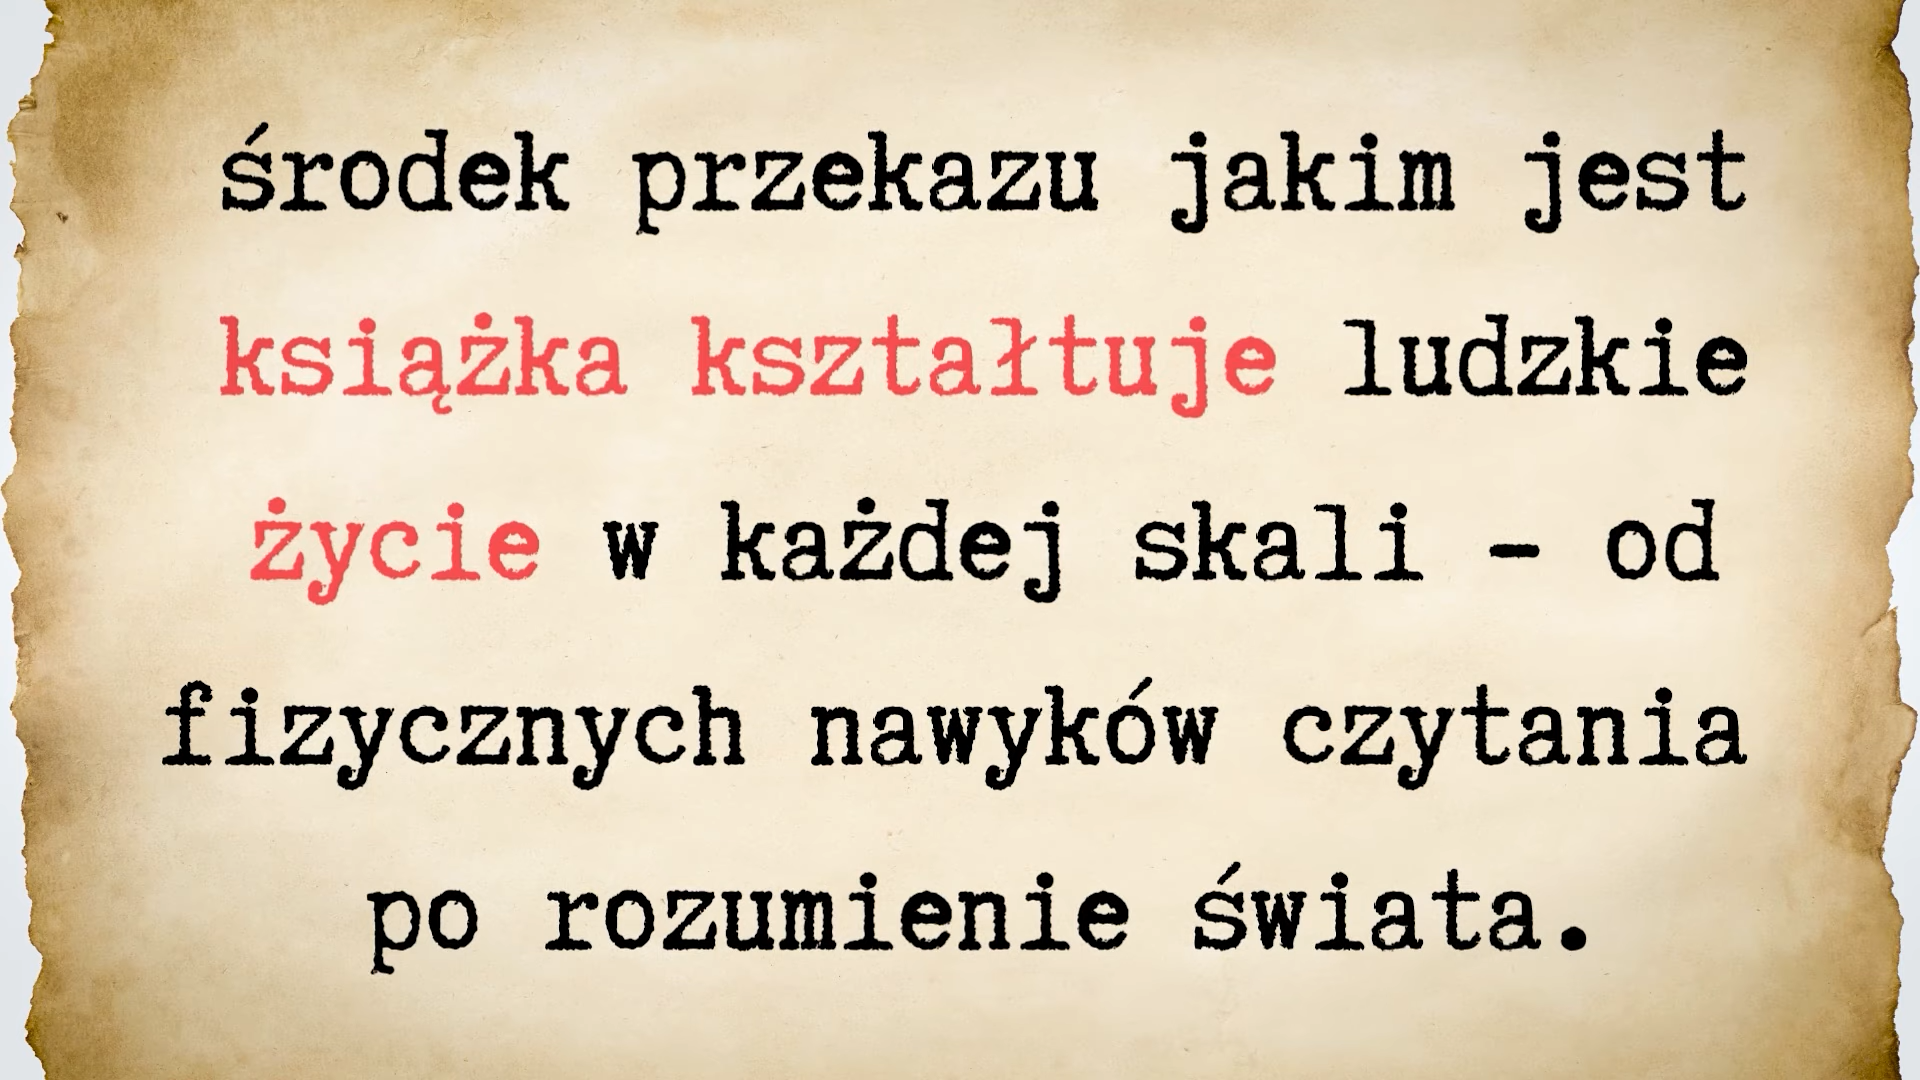 środek przekazu jakim jest
książka kształtuje ludzkie
życie w każdej skali - od
fizycznych nawyków czytania
po rozumienie świata.